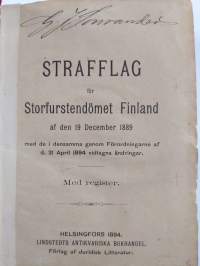 STRAFFLAG
för
Storfurstendömet Finland
af den 19 December 1889
med de i densamma genom Förordningarne af
d. 21 April 1894 vidtagna ändringar.
Med register.
HELSINGFORS 1894.
LINDSTEDTS ANTIKVARISKA BOKHANDEL.
Förlag af Juridisk Litteratur.